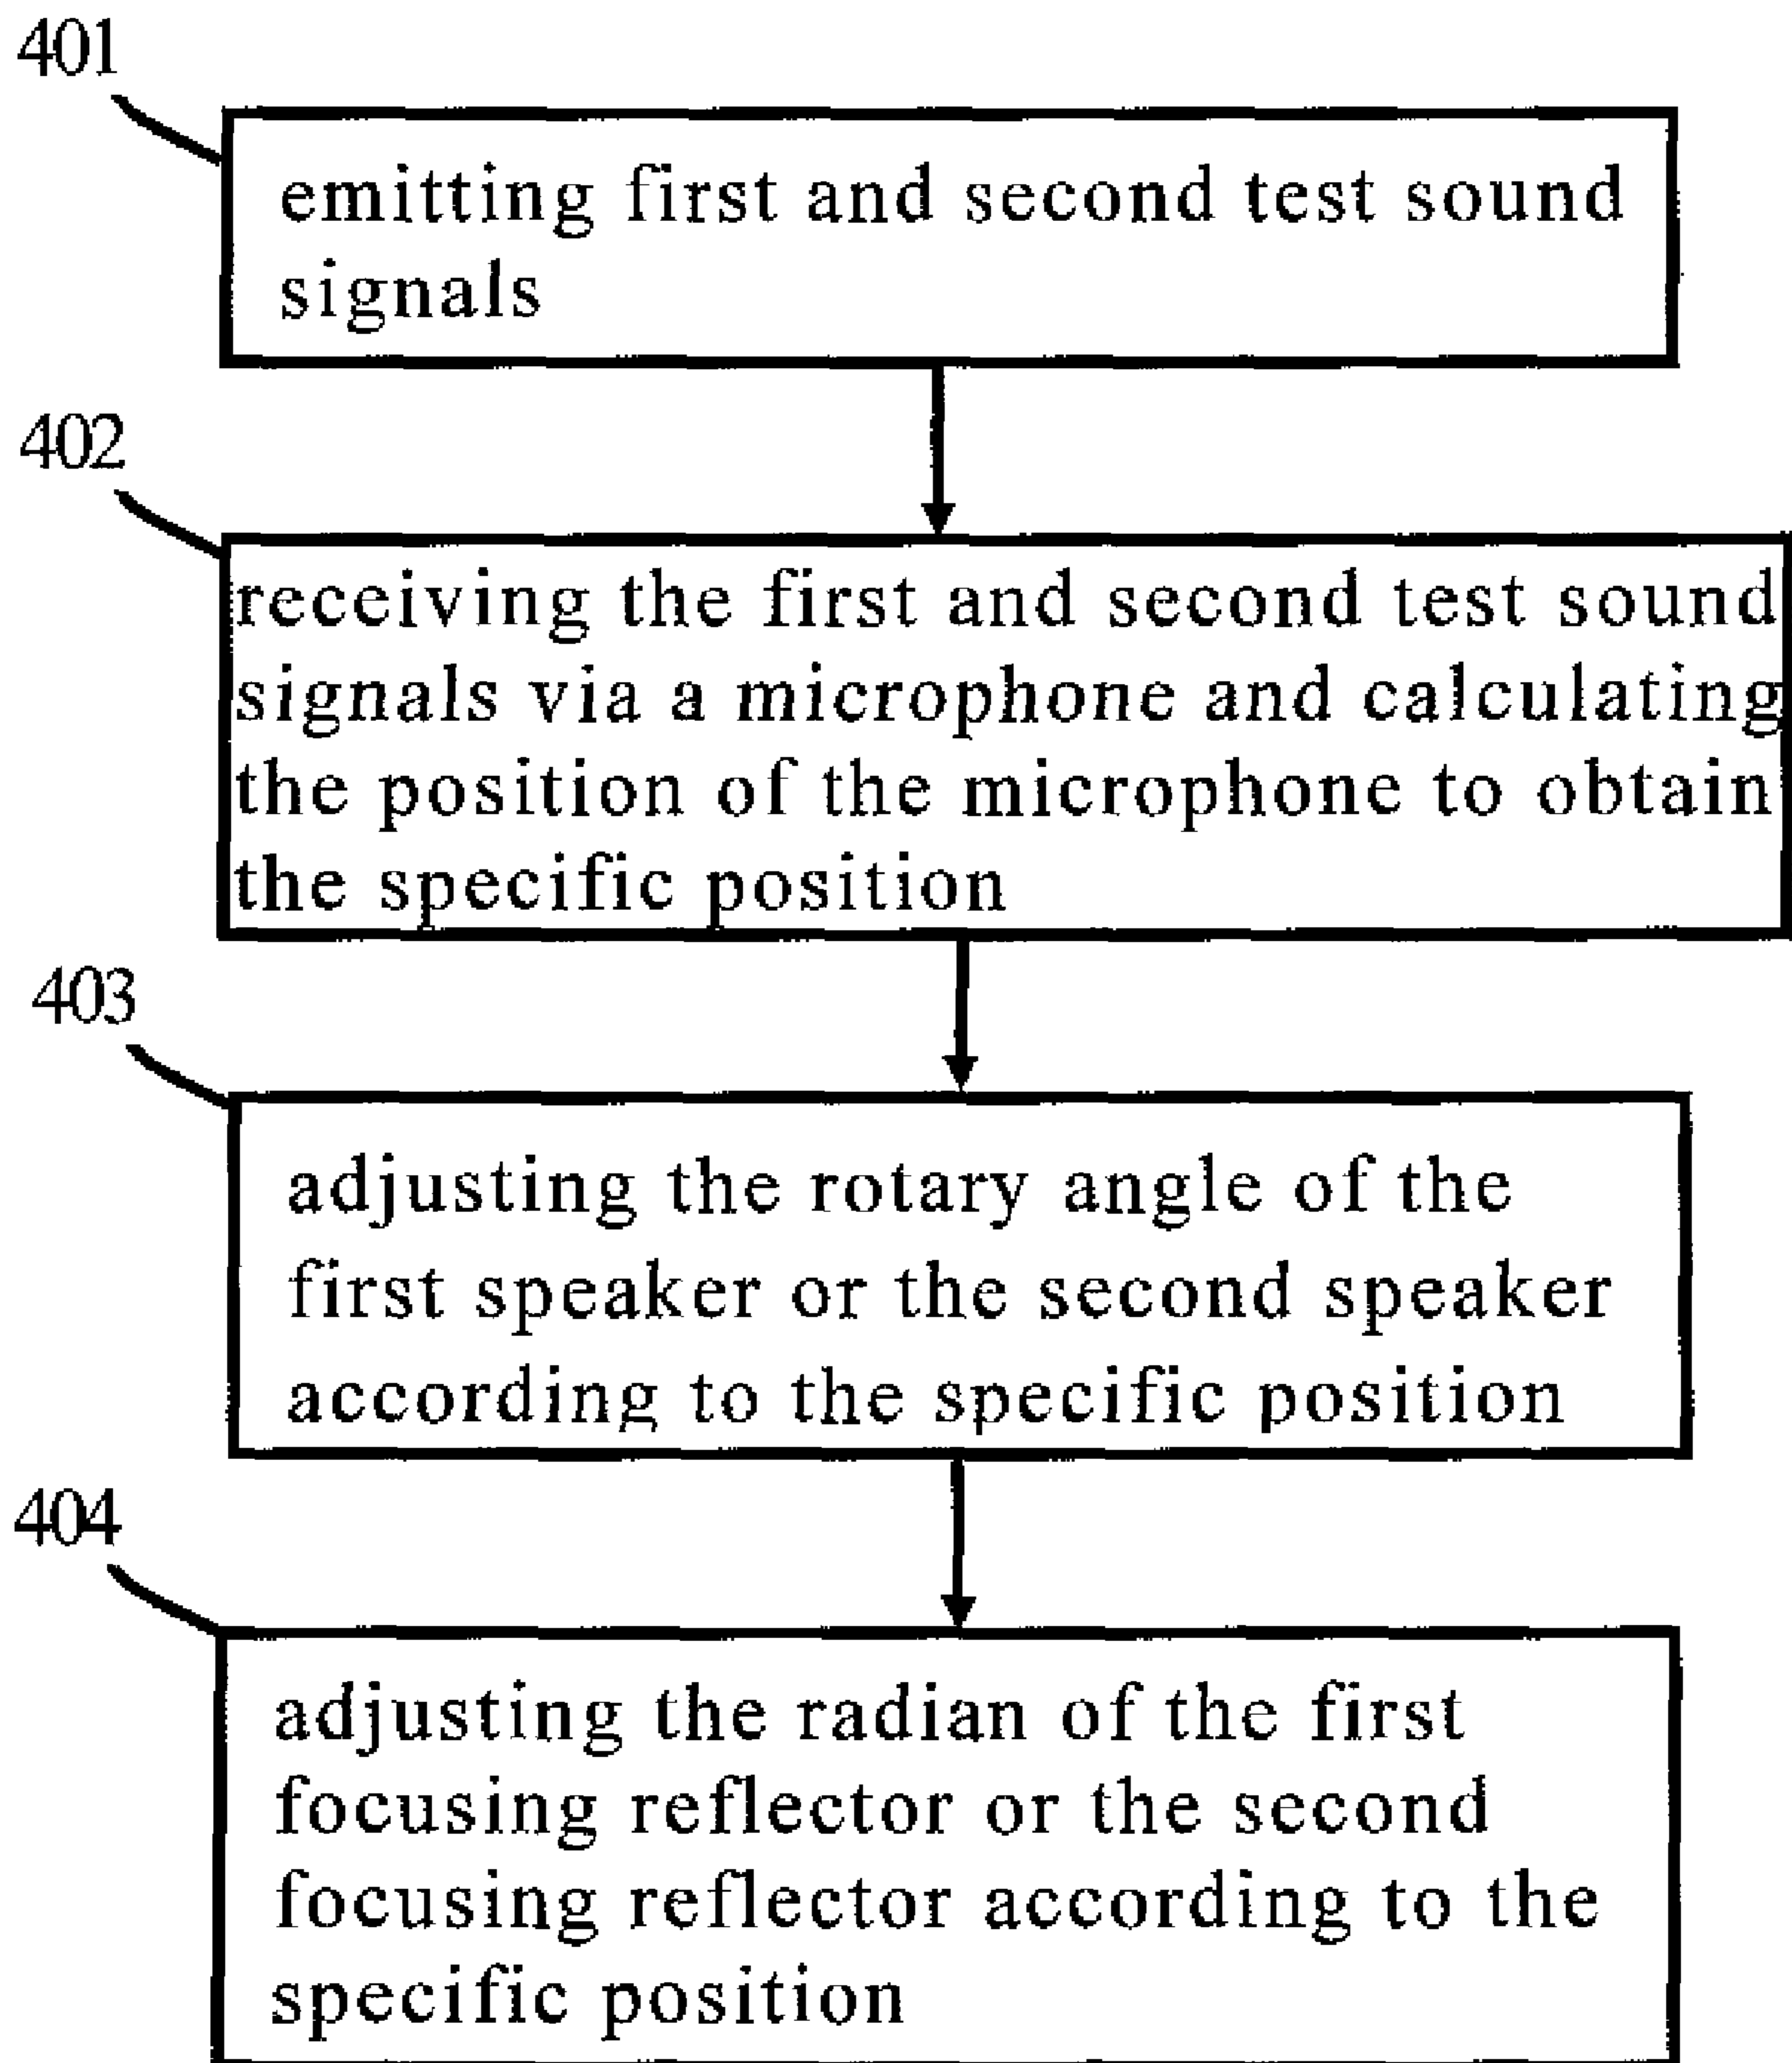 401
emitting first and second test sound
signals
402
receiving the first and second test sound
signals via a microphone and calculating
the position of the microphone to obtain
the specific position
403
adjusting the rotary angle of the
first speaker or the second speaker
according to the specific position
404
adjusting the radian of the first
focusing reflector or the second
focusing reflector according to the
specific position